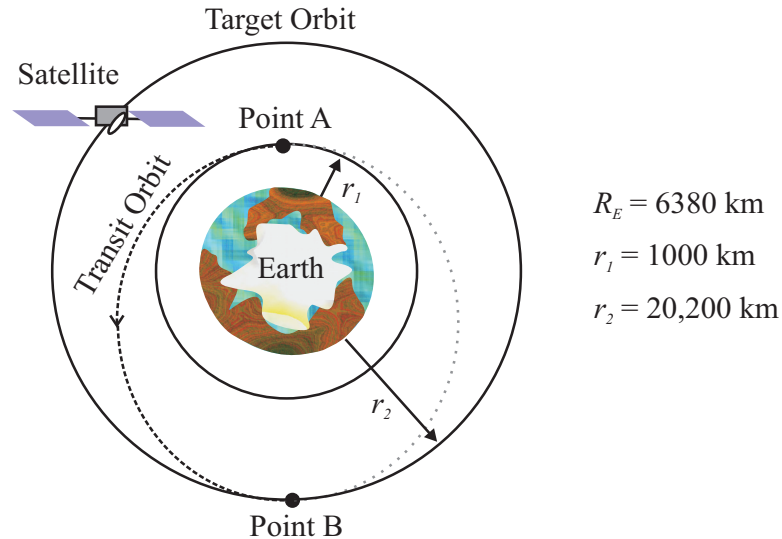 Target Orbit
Satellite
Point A
r₁
Transit Orbit
Earth
R_E = 6380 km
r₁ = 1000 km
r₂ = 20,200 km
r₂
Point B